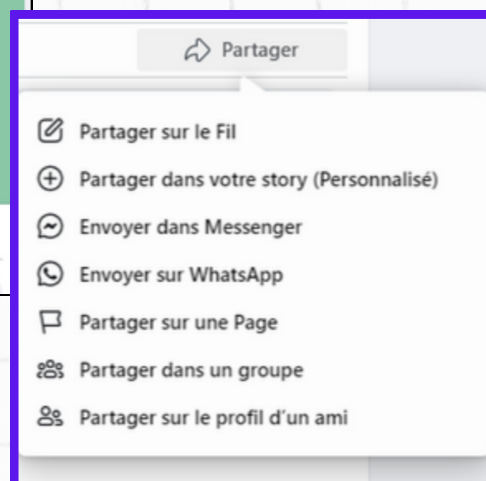 Partager
Partager sur le Fil
Partager dans votre story (Personnalisé)
Envoyer dans Messenger
Envoyer sur WhatsApp
Partager sur une Page
Partager dans un groupe
Partager sur le profil d'un ami